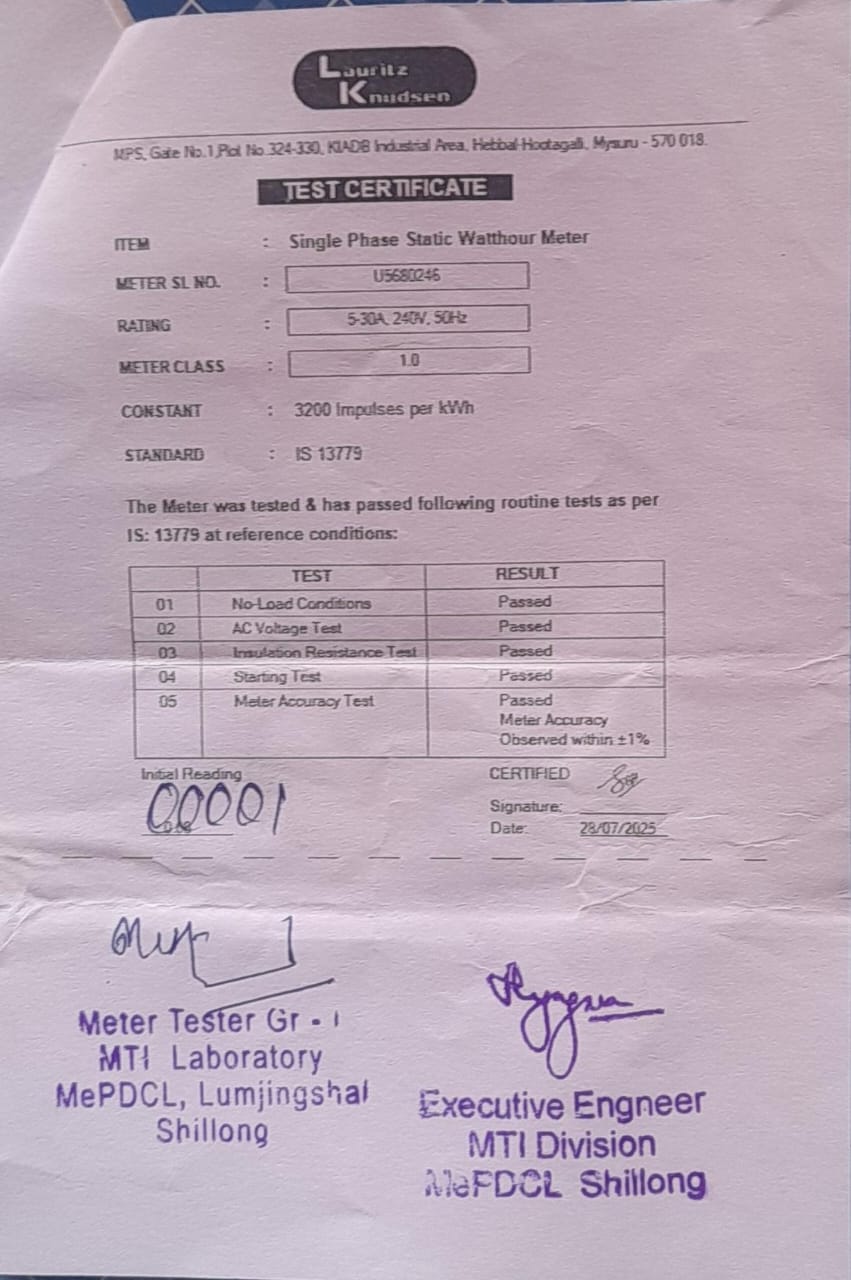 Lauritz
Knudsen
MPS, Gate No.1,Plot No.324-330, KIADB Industrial Area, Hebbal-Hootagalli, Mysuru - 570 018.
TEST CERTIFICATE
ITEM : Single Phase Static Watthour Meter
METER SL NO. : U5680246
RATING : 5-30A, 240V, 50Hz
METER CLASS : 1.0
CONSTANT : 3200 Impulses per kWh
STANDARD : IS 13779
The Meter was tested & has passed following routine tests as per
IS: 13779 at reference conditions:
TEST RESULT
01 No-Load Conditions Passed
02 AC Voltage Test Passed
03 Insulation Resistance Test Passed
04 Starting Test Passed
05 Meter Accuracy Test Passed
Meter Accuracy
Observed within ±1%
Initial Reading CERTIFIED
00001
Signature:
Date: 28/07/2025
Meter Tester Gr - I
MTI Laboratory
MePDCL, Lumjingshai
Shillong
Executive Engneer
MTI Division
MePDCL Shillong